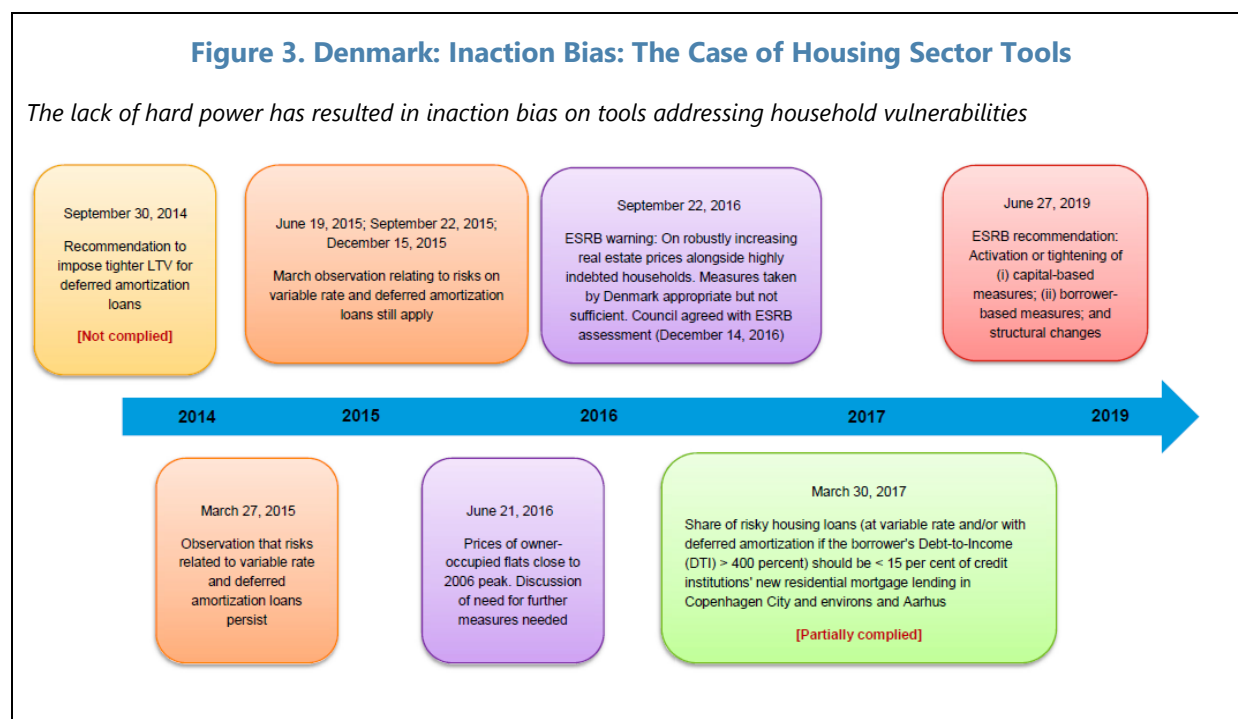 Figure 3. Denmark: Inaction Bias: The Case of Housing Sector Tools
The lack of hard power has resulted in inaction bias on tools addressing household vulnerabilities
September 30, 2014
Recommendation to
impose tighter LTV for
deferred amortization
loans
[Not complied]
June 19, 2015; September 22, 2015;
December 15, 2015
March observation relating to risks on
variable rate and deferred amortization
loans still apply
September 22, 2016
ESRB warning: On robustly increasing
real estate prices alongside highly
indebted households. Measures taken
by Denmark appropriate but not
sufficient. Council agreed with ESRB
assessment (December 14, 2016)
June 27, 2019
ESRB recommendation:
Activation or tightening of
(i) capital-based
measures; (ii) borrower-
based measures; and
structural changes
2014
2015
2016
2017
2019
March 27, 2015
Observation that risks
related to variable rate
and deferred
amortization loans
persist
June 21, 2016
Prices of owner-
occupied flats close to
2006 peak. Discussion
of need for further
measures needed
March 30, 2017
Share of risky housing loans (at variable rate and/or with
deferred amortization if the borrower's Debt-to-Income
(DTI) > 400 percent) should be < 15 per cent of credit
institutions' new residential mortgage lending in
Copenhagen City and environs and Aarhus
[Partially complied]